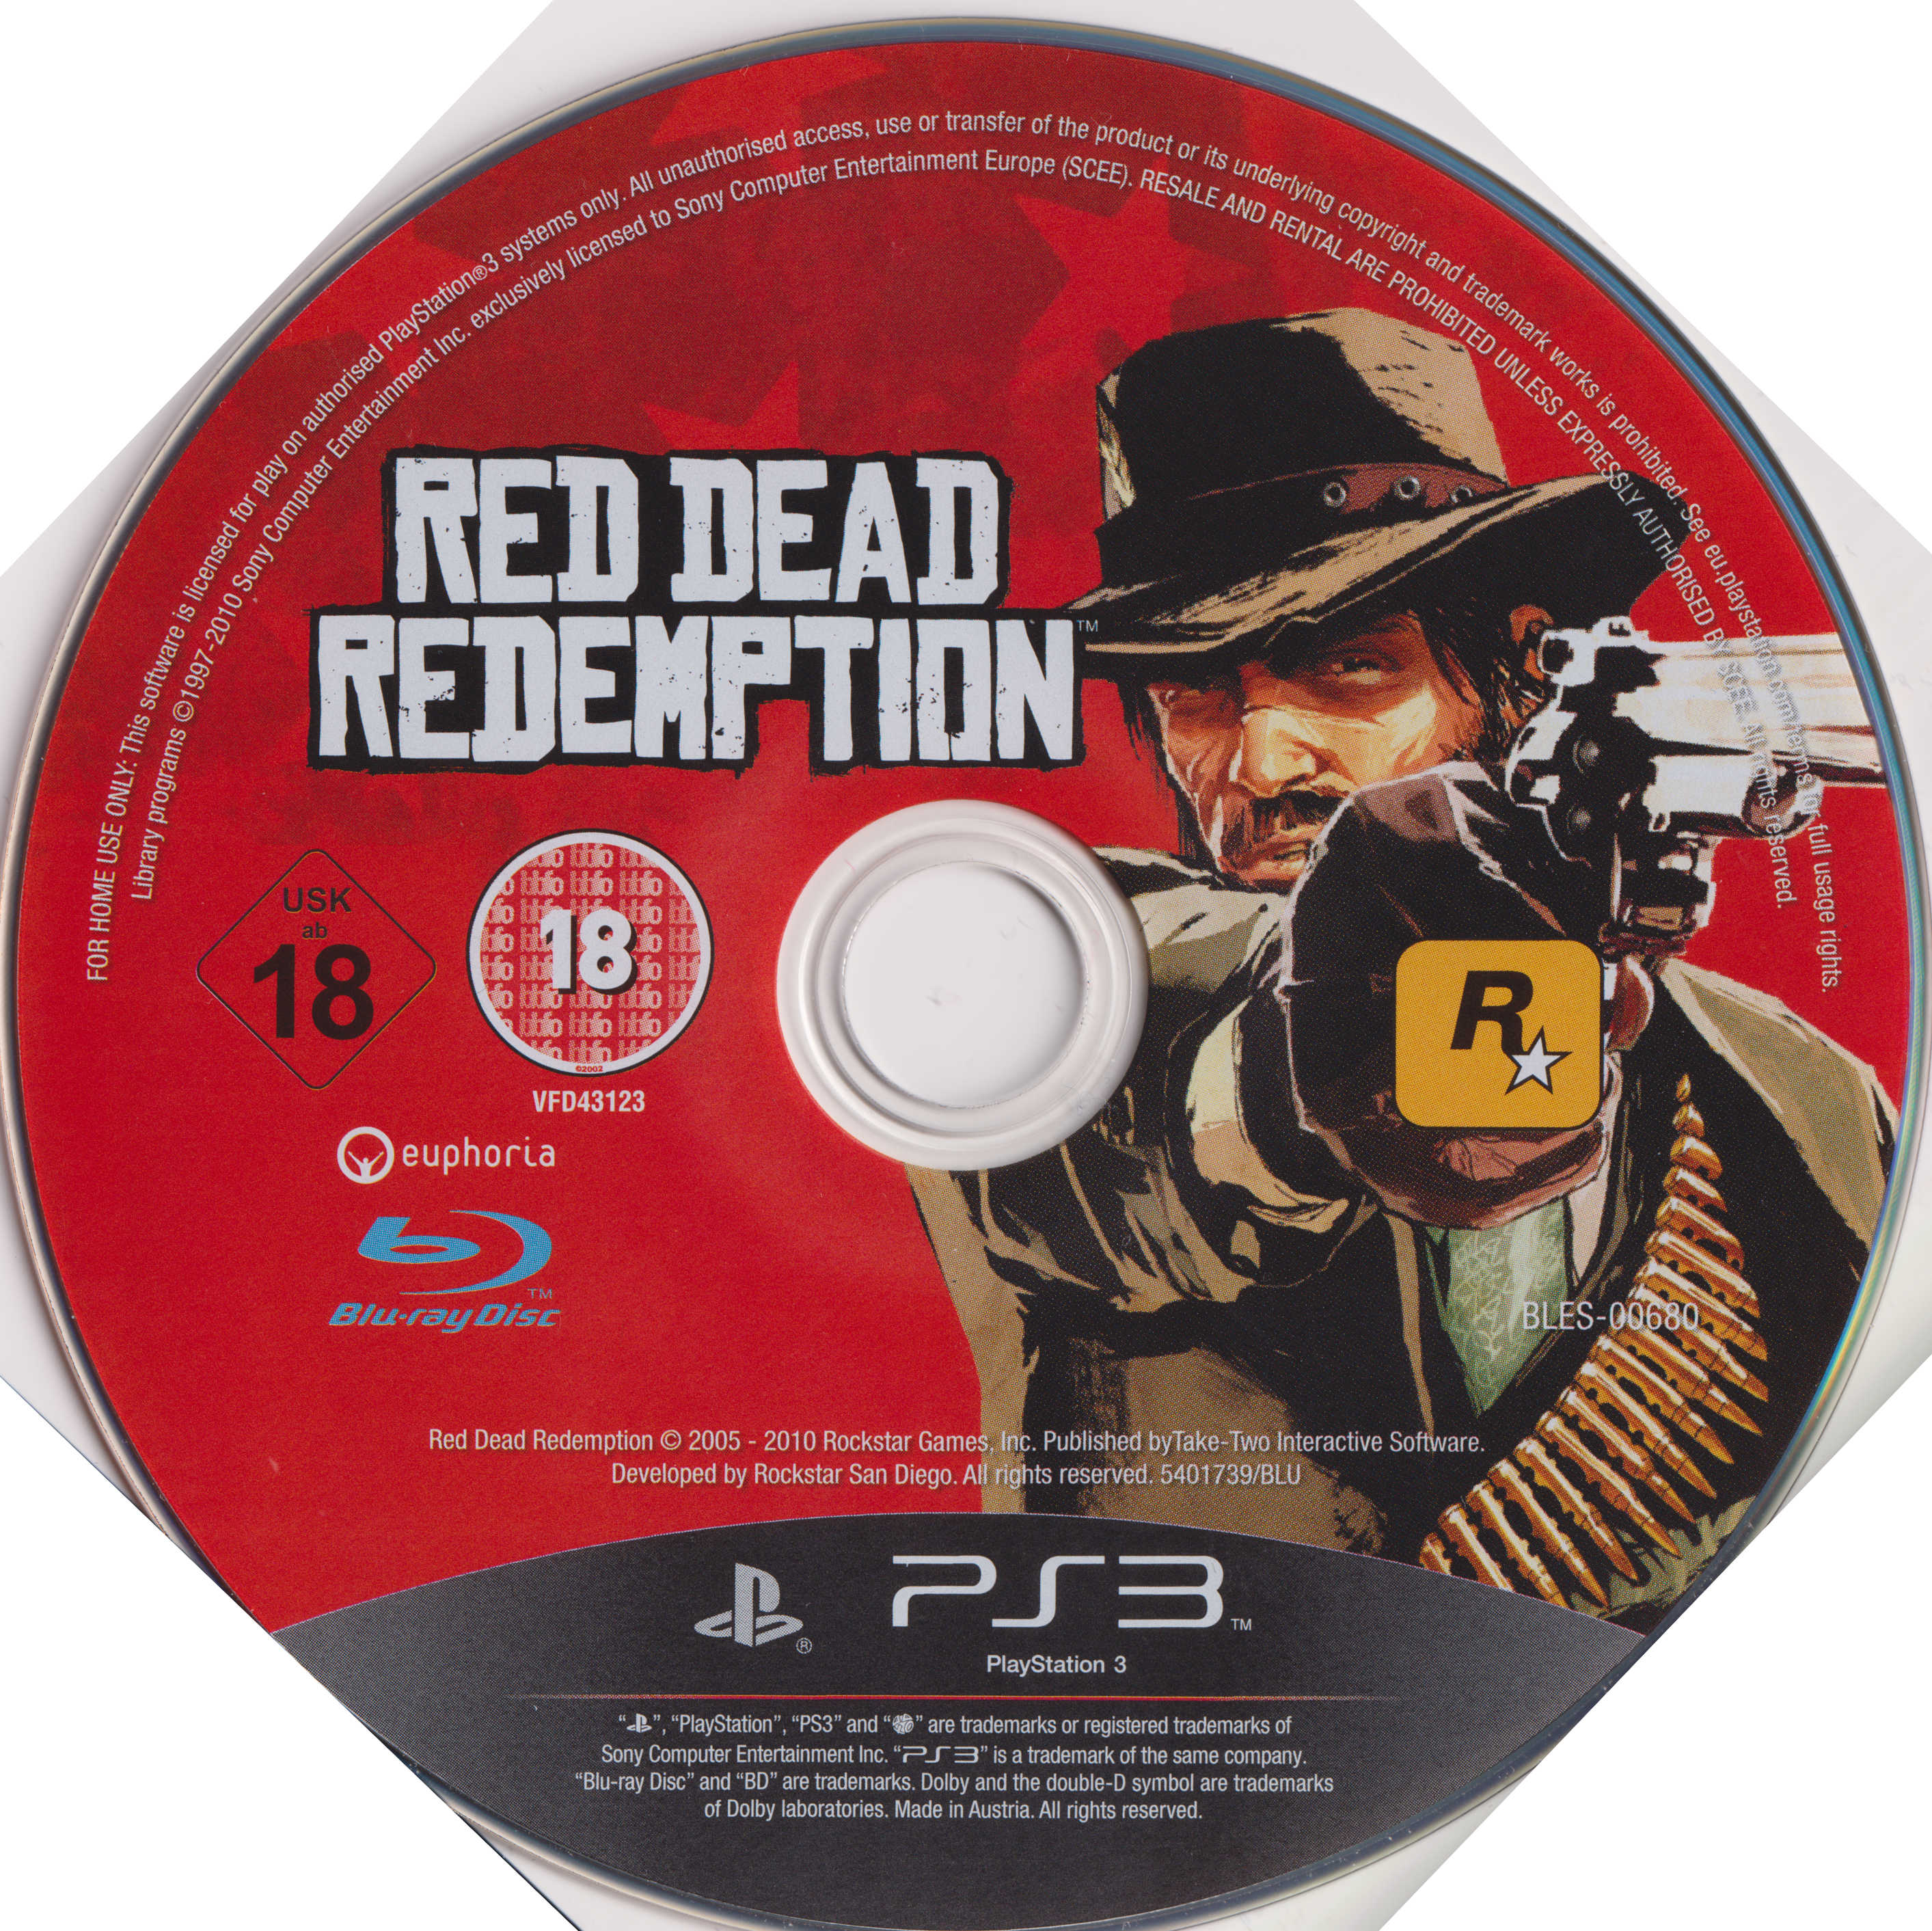 FOR HOME USE ONLY: This software is licensed for play on authorised PlayStation®3 systems only. All unauthorised access, use or transfer of the product or its underlying copyright and trademark works is prohibited. See eu.playstation.com/terms for full usage rights.
Library programs ©1997-2010 Sony Computer Entertainment Inc. exclusively licensed to Sony Computer Entertainment Europe (SCEE). RESALE AND RENTAL ARE PROHIBITED UNLESS EXPRESSLY AUTHORISED BY SCEE. All rights reserved.
RED DEAD
REDEMPTION™
USK
ab
18
18
©2002
VFD43123
R
euphoria
Blu-ray Disc™
BLES-00680
Red Dead Redemption © 2005 - 2010 Rockstar Games, Inc. Published byTake-Two Interactive Software.
Developed by Rockstar San Diego. All rights reserved. 5401739/BLU
®
PS3™
PlayStation 3
“ ”, “PlayStation”, “PS3” and “ ” are trademarks or registered trademarks of
Sony Computer Entertainment Inc. “PS3” is a trademark of the same company.
“Blu-ray Disc” and “BD” are trademarks. Dolby and the double-D symbol are trademarks
of Dolby laboratories. Made in Austria. All rights reserved.